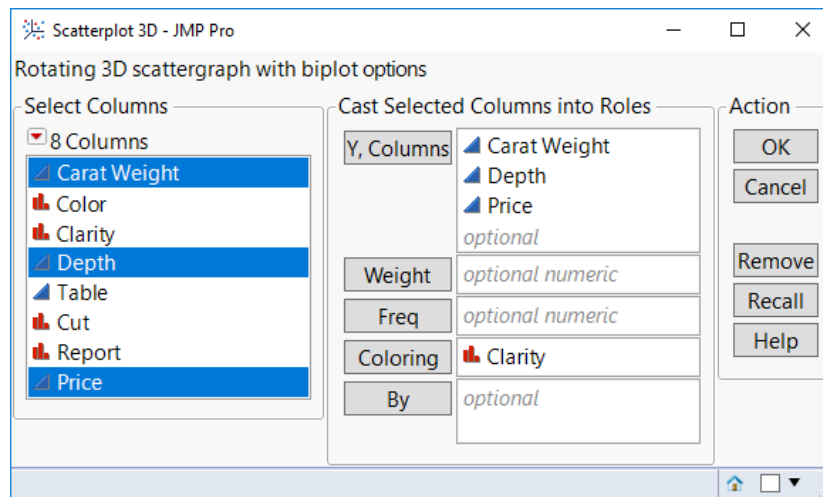 Scatterplot 3D - JMP Pro
Rotating 3D scattergraph with biplot options
Select Columns
8 Columns
Carat Weight
Color
Clarity
Depth
Table
Cut
Report
Price
Cast Selected Columns into Roles
Y, Columns
Carat Weight
Depth
Price
optional
Weight
optional numeric
Freq
optional numeric
Coloring
Clarity
By
optional
Action
OK
Cancel
Remove
Recall
Help